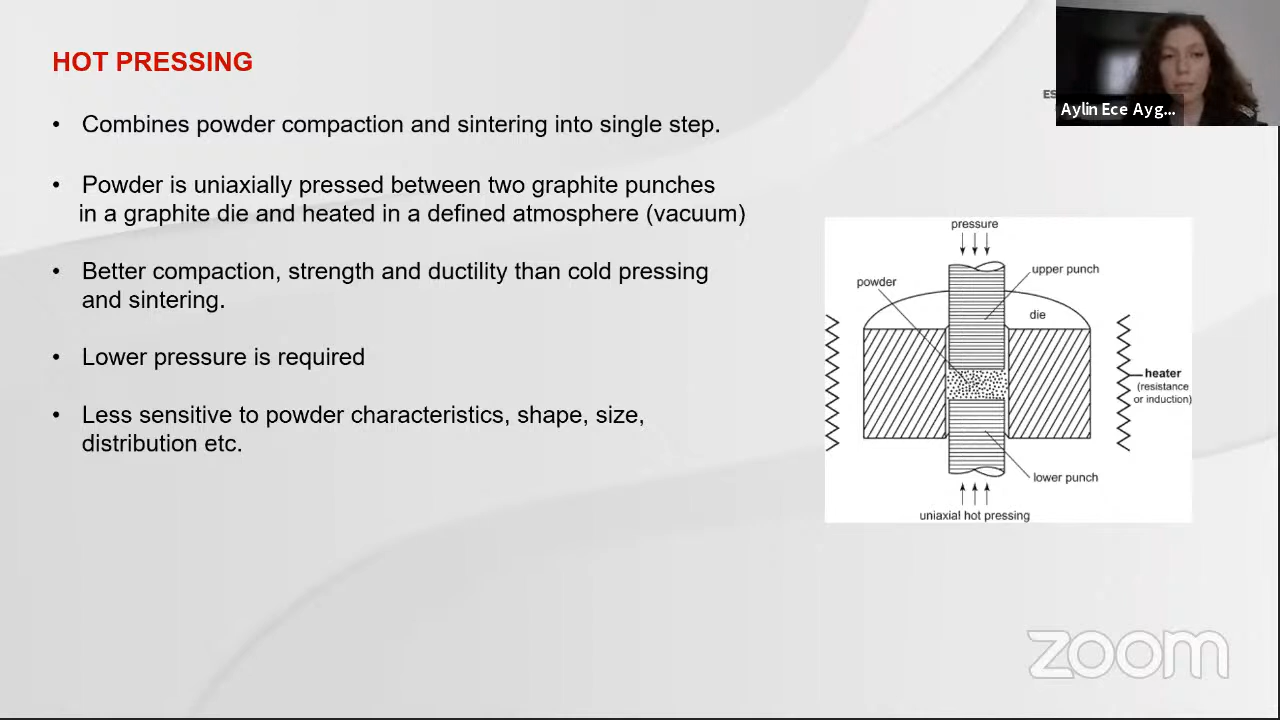 HOT PRESSING
• Combines powder compaction and sintering into single step.
• Powder is uniaxially pressed between two graphite punches
in a graphite die and heated in a defined atmosphere (vacuum)
• Better compaction, strength and ductility than cold pressing
and sintering.
• Lower pressure is required
• Less sensitive to powder characteristics, shape, size,
distribution etc.
ES
Aylin Ece Ayg...
pressure
upper punch
powder
die
heater
(resistance
or induction)
lower punch
uniaxial hot pressing
zoom